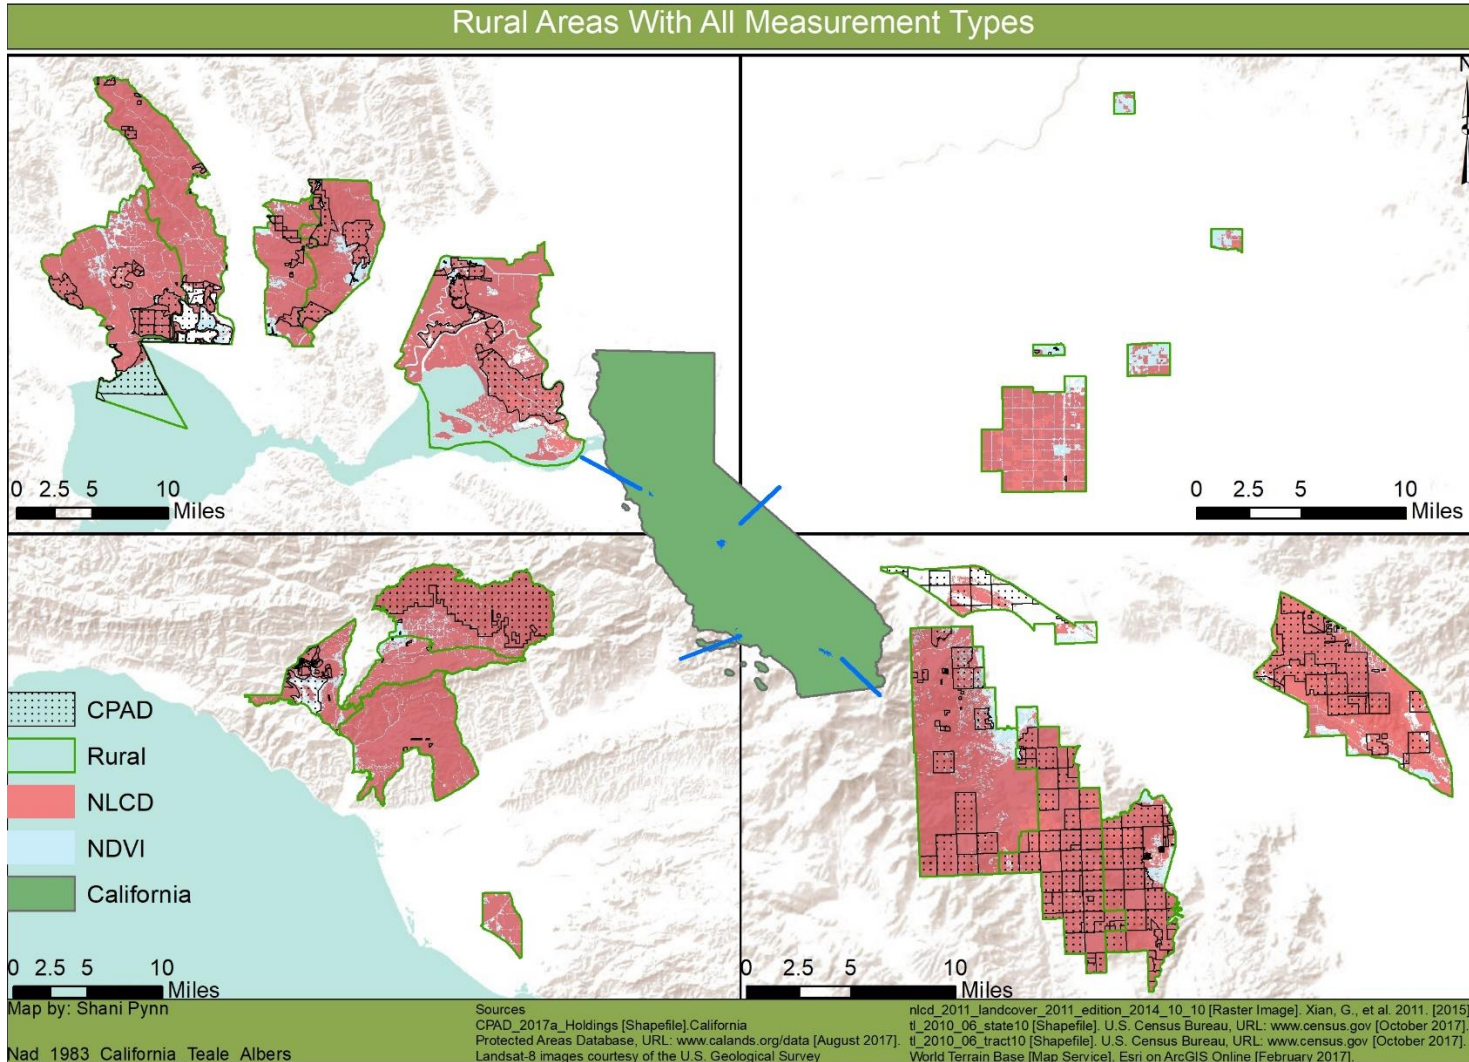 Rural Areas With All Measurement Types
N
0 2.5 5 10
Miles
0 2.5 5 10
Miles
CPAD
Rural
NLCD
NDVI
California
0 2.5 5 10
Miles
0 2.5 5 10
Miles
Map by: Shani Pynn
Nad 1983 California Teale Albers
Sources
CPAD_2017a_Holdings [Shapefile].California
Protected Areas Database, URL: www.calands.org/data [August 2017].
Landsat-8 images courtesy of the U.S. Geological Survey
nlcd_2011_landcover_2011_edition_2014_10_10 [Raster Image]. Xian, G., et al. 2011. [2015]
tl_2010_06_state10 [Shapefile]. U.S. Census Bureau, URL: www.census.gov [October 2017].
tl_2010_06_tract10 [Shapefile]. U.S. Census Bureau, URL: www.census.gov [October 2017].
World Terrain Base [Map Service]. Esri on ArcGIS Online [February 2017].